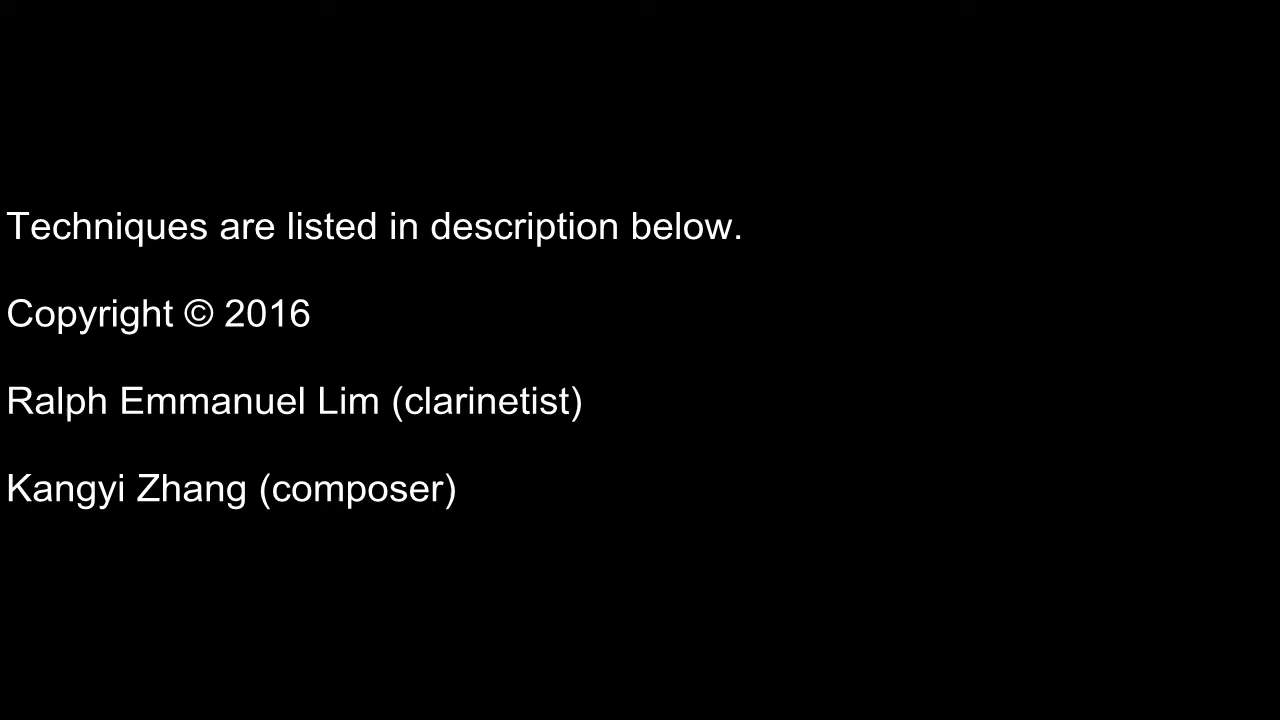 Techniques are listed in description below.
Copyright © 2016
Ralph Emmanuel Lim (clarinetist)
Kangyi Zhang (composer)